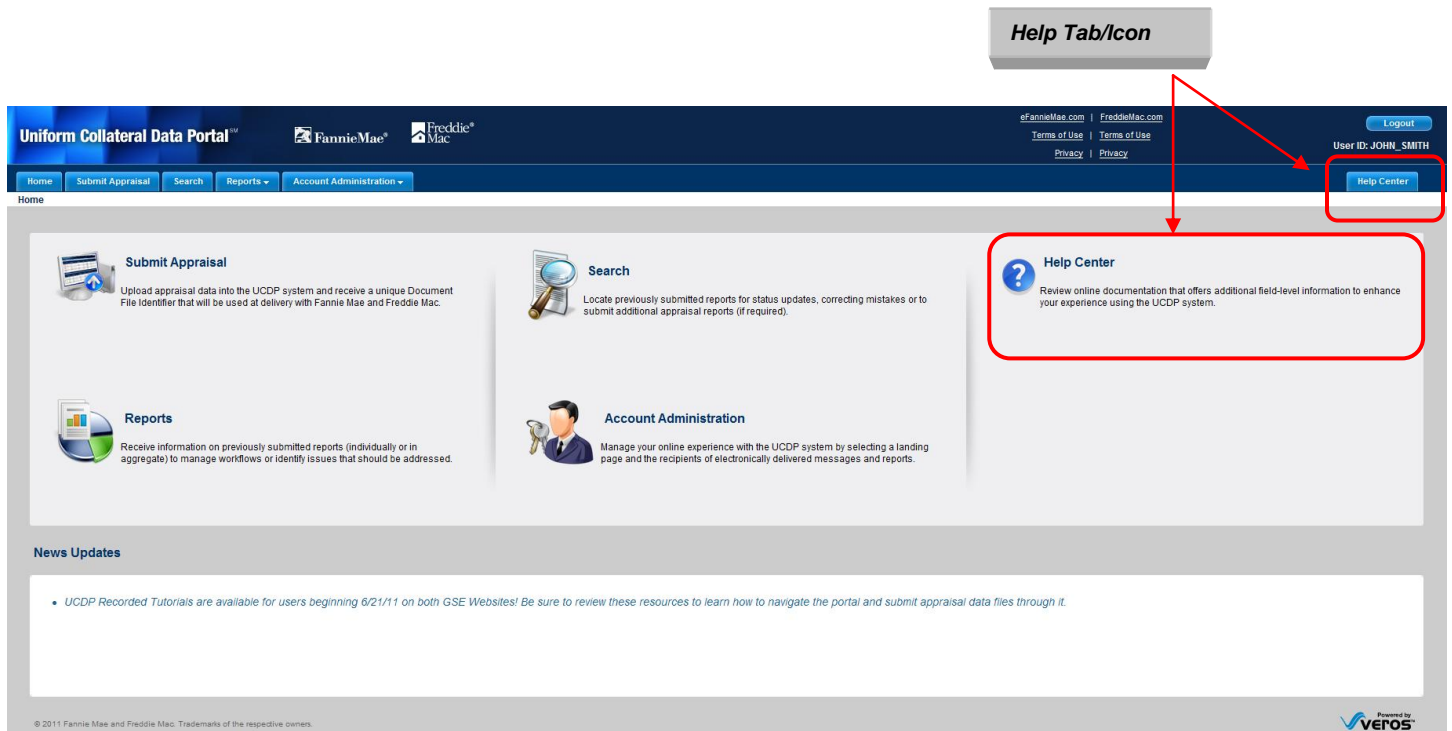 Help Tab/Icon
Uniform Collateral Data Portal℠
FannieMae®
Freddie®
Mac
eFannieMae.com | FreddieMac.com
Terms of Use | Terms of Use
Privacy | Privacy
Logout
User ID: JOHN_SMITH
Home
Submit Appraisal
Search
Reports
Account Administration
Help Center
Home
Submit Appraisal
Upload appraisal data into the UCDP system and receive a unique Document
File Identifier that will be used at delivery with Fannie Mae and Freddie Mac.
Search
Locate previously submitted reports for status updates, correcting mistakes or to
submit additional appraisal reports (if required).
Help Center
Review online documentation that offers additional field-level information to enhance
your experience using the UCDP system.
Reports
Receive information on previously submitted reports (individually or in
aggregate) to manage workflows or identify issues that should be addressed.
Account Administration
Manage your online experience with the UCDP system by selecting a landing
page and the recipients of electronically delivered messages and reports.
News Updates
• UCDP Recorded Tutorials are available for users beginning 6/21/11 on both GSE Websites! Be sure to review these resources to learn how to navigate the portal and submit appraisal data files through it.
© 2011 Fannie Mae and Freddie Mac. Trademarks of the respective owners.
Powered by
veros™